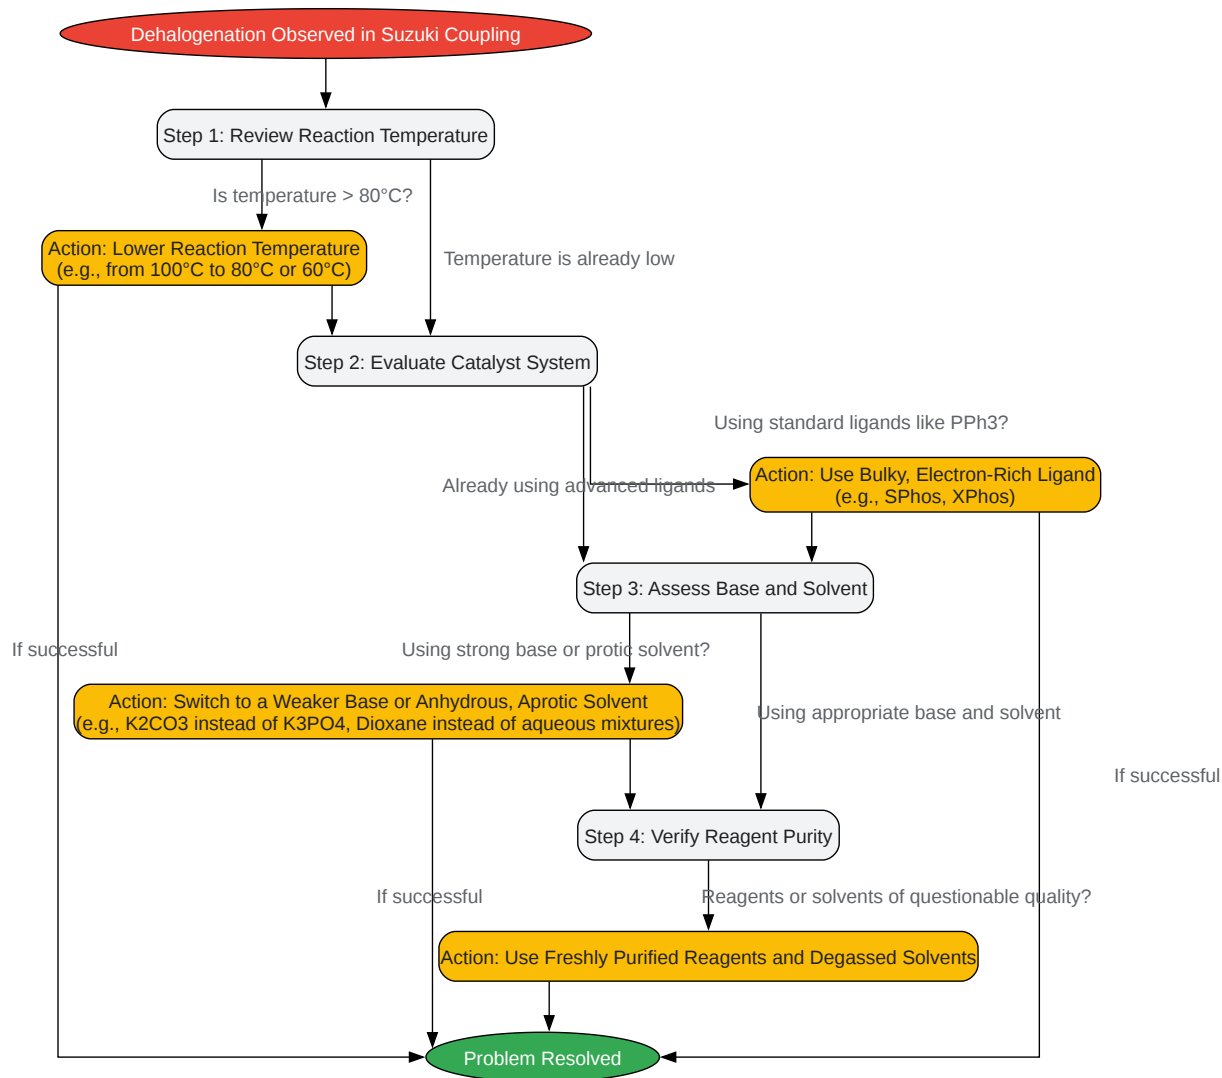 Dehalogenation Observed in Suzuki Coupling
Step 1: Review Reaction Temperature
Is temperature > 80°C?
Action: Lower Reaction Temperature
(e.g., from 100°C to 80°C or 60°C)
Temperature is already low
Step 2: Evaluate Catalyst System
Using standard ligands like PPh3?
Already using advanced ligands
Action: Use Bulky, Electron-Rich Ligand
(e.g., SPhos, XPhos)
Step 3: Assess Base and Solvent
If successful
Using strong base or protic solvent?
Action: Switch to a Weaker Base or Anhydrous, Aprotic Solvent
(e.g., K2CO3 instead of K3PO4, Dioxane instead of aqueous mixtures)
Using appropriate base and solvent
If successful
Step 4: Verify Reagent Purity
If successful
Reagents or solvents of questionable quality?
Action: Use Freshly Purified Reagents and Degassed Solvents
Problem Resolved